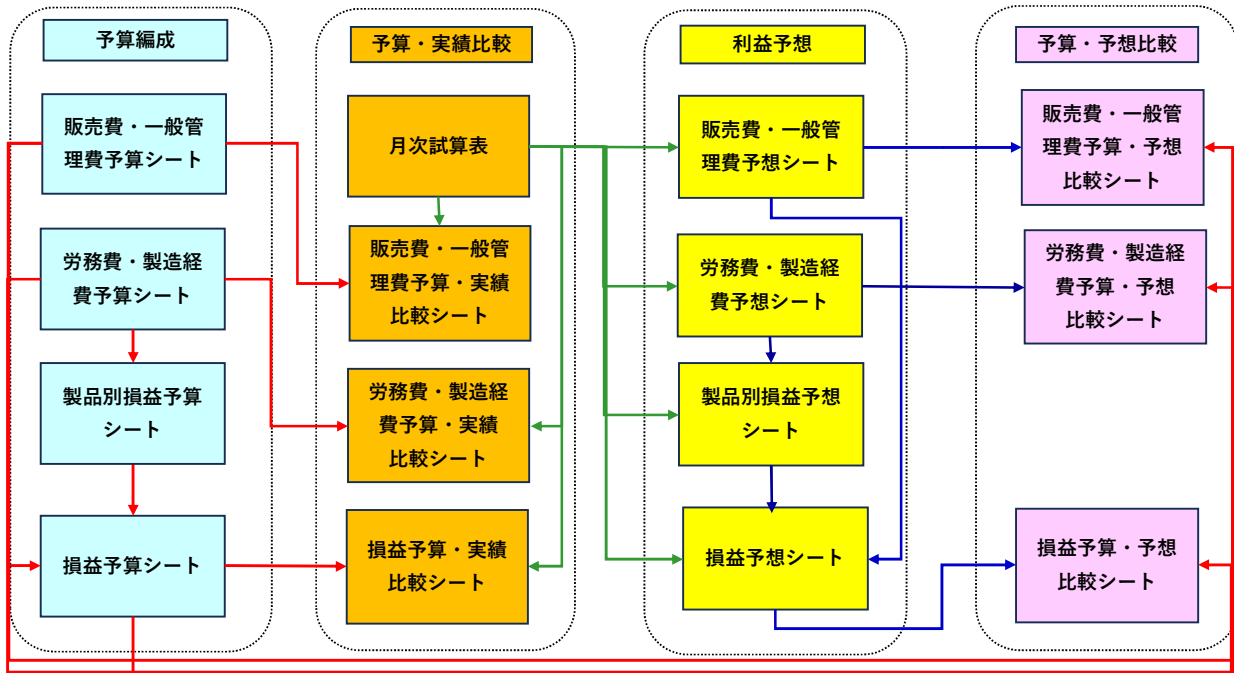 予算編成
販売費・一般管
理費予算シート
労務費・製造経
費予算シート
製品別損益予算
シート
損益予算シート
予算・実績比較
月次試算表
販売費・一般管
理費予算・実績
比較シート
労務費・製造経
費予算・実績
比較シート
損益予算・実績
比較シート
利益予想
販売費・一般管
理費予想シート
労務費・製造経
費予想シート
製品別損益予想
シート
損益予想シート
予算・予想比較
販売費・一般管
理費予算・予想
比較シート
労務費・製造経
費予算・予想
比較シート
損益予算・予想
比較シート